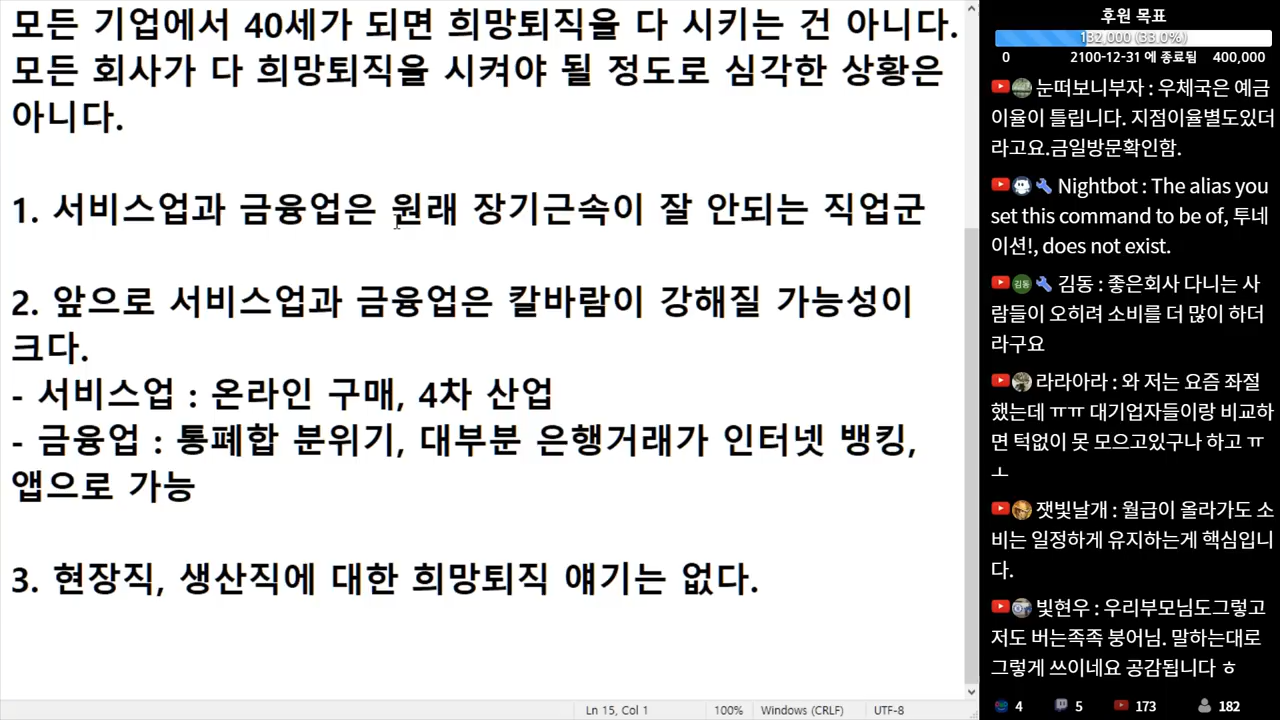 모든 기업에서 40세가 되면 희망퇴직을 다 시키는 건 아니다.
모든 회사가 다 희망퇴직을 시켜야 될 정도로 심각한 상황은
아니다.
1. 서비스업과 금융업은 원래 장기근속이 잘 안되는 직업군
2. 앞으로 서비스업과 금융업은 칼바람이 강해질 가능성이
크다.
- 서비스업 : 온라인 구매, 4차 산업
- 금융업 : 통폐합 분위기, 대부분 은행거래가 인터넷 뱅킹,
앱으로 가능
3. 현장직, 생산직에 대한 희망퇴직 얘기는 없다.
Ln 15, Col 1 100% Windows (CRLF) UTF-8
후원 목표
132,000 (33.0%)
0 2100-12-31 에 종료됨 400,000
눈떠보니부자 : 우체국은 예금
이율이 틀립니다. 지점이율별도있더
라고요.금일방문확인함.
Nightbot : The alias you
set this command to be of, 투네
이션!, does not exist.
김동 김동 : 좋은회사 다니는 사
람들이 오히려 소비를 더 많이 하더
라구요
라라아라 : 와 저는 요즘 좌절
했는데 ㅠㅠ 대기업자들이랑 비교하
면 턱없이 못 모으고있구나 하고 ㅠ
ㅗ
잿빛날개 : 월급이 올라가도 소
비는 일정하게 유지하는게 핵심입니
다.
빛현우 : 우리부모님도그렇고
저도 버는족족 붕어님. 말하는대로
그렇게 쓰이네요 공감됩니다 ㅎ
4 5 173 182